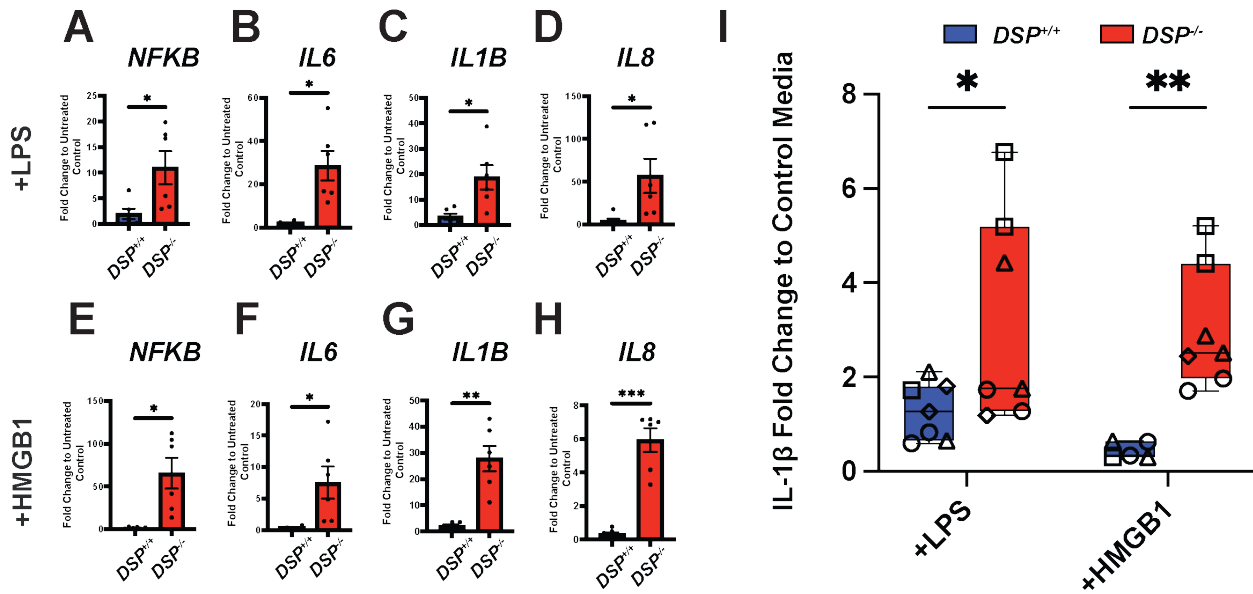 A
NFKB
*
25
20
15
10
5
0
Fold Change to Untreated
Control
DSP+/+
DSP-/-
B
IL6
*
60
40
20
0
Fold Change to Untreated
Control
DSP+/+
DSP-/-
C
IL1B
*
50
40
30
20
10
0
Fold Change to Untreated
Control
DSP+/+
DSP-/-
D
IL8
*
150
100
50
0
Fold Change to Untreated
Control
DSP+/+
DSP-/-
+LPS
E
NFKB
*
150
100
50
0
Fold Change to Untreated
Control
DSP+/+
DSP-/-
F
IL6
*
20
15
10
5
0
Fold Change to Untreated
Control
DSP+/+
DSP-/-
G
IL1B
**
50
40
30
20
10
0
Fold Change to Untreated
Control
DSP+/+
DSP-/-
H
IL8
***
8
6
4
2
0
Fold Change to Untreated
Control
DSP+/+
DSP-/-
+HMGB1
I
DSP+/+
DSP-/-
*
**
IL-1β Fold Change to Control Media
8
6
4
2
0
+LPS
+HMGB1